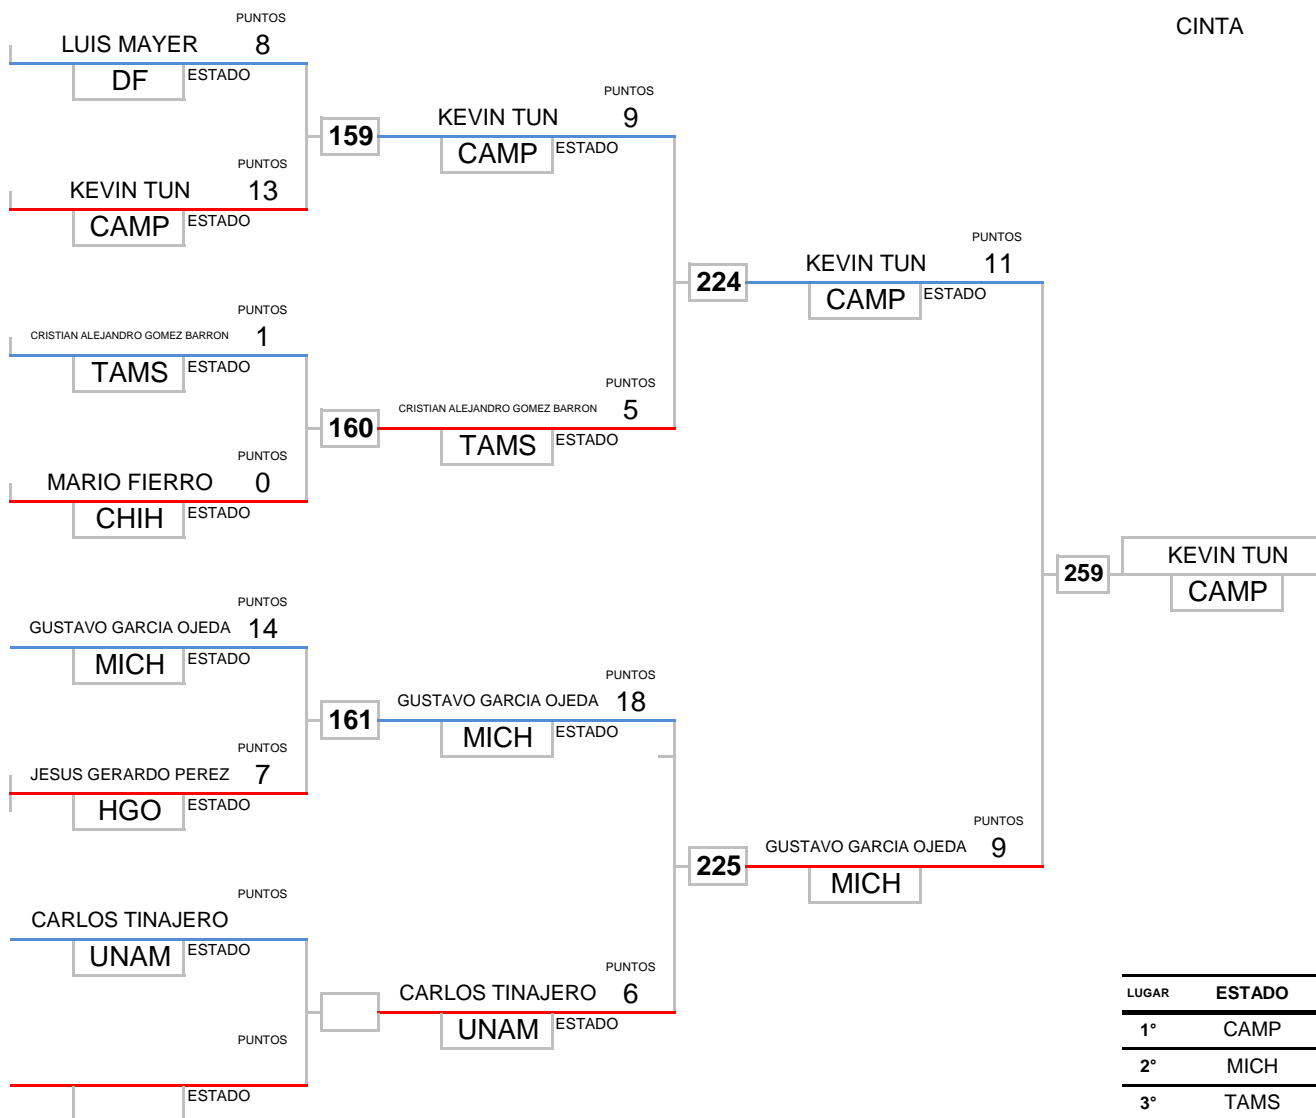 CINTA
PUNTOS
LUIS MAYER 8
DF ESTADO
159
PUNTOS
KEVIN TUN 13
CAMP ESTADO
PUNTOS
KEVIN TUN 9
CAMP ESTADO
224
PUNTOS
CRISTIAN ALEJANDRO GOMEZ BARRON 1
TAMS ESTADO
160
PUNTOS
MARIO FIERRO 0
CHIH ESTADO
PUNTOS
CRISTIAN ALEJANDRO GOMEZ BARRON 5
TAMS ESTADO
PUNTOS
KEVIN TUN 11
CAMP ESTADO
259
KEVIN TUN
CAMP
PUNTOS
GUSTAVO GARCIA OJEDA 14
MICH ESTADO
161
PUNTOS
JESUS GERARDO PEREZ 7
HGO ESTADO
PUNTOS
GUSTAVO GARCIA OJEDA 18
MICH ESTADO
225
PUNTOS
GUSTAVO GARCIA OJEDA 9
MICH
PUNTOS
CARLOS TINAJERO
UNAM ESTADO
PUNTOS
ESTADO
PUNTOS
CARLOS TINAJERO 6
UNAM ESTADO
LUGAR ESTADO
1° CAMP
2° MICH
3° TAMS